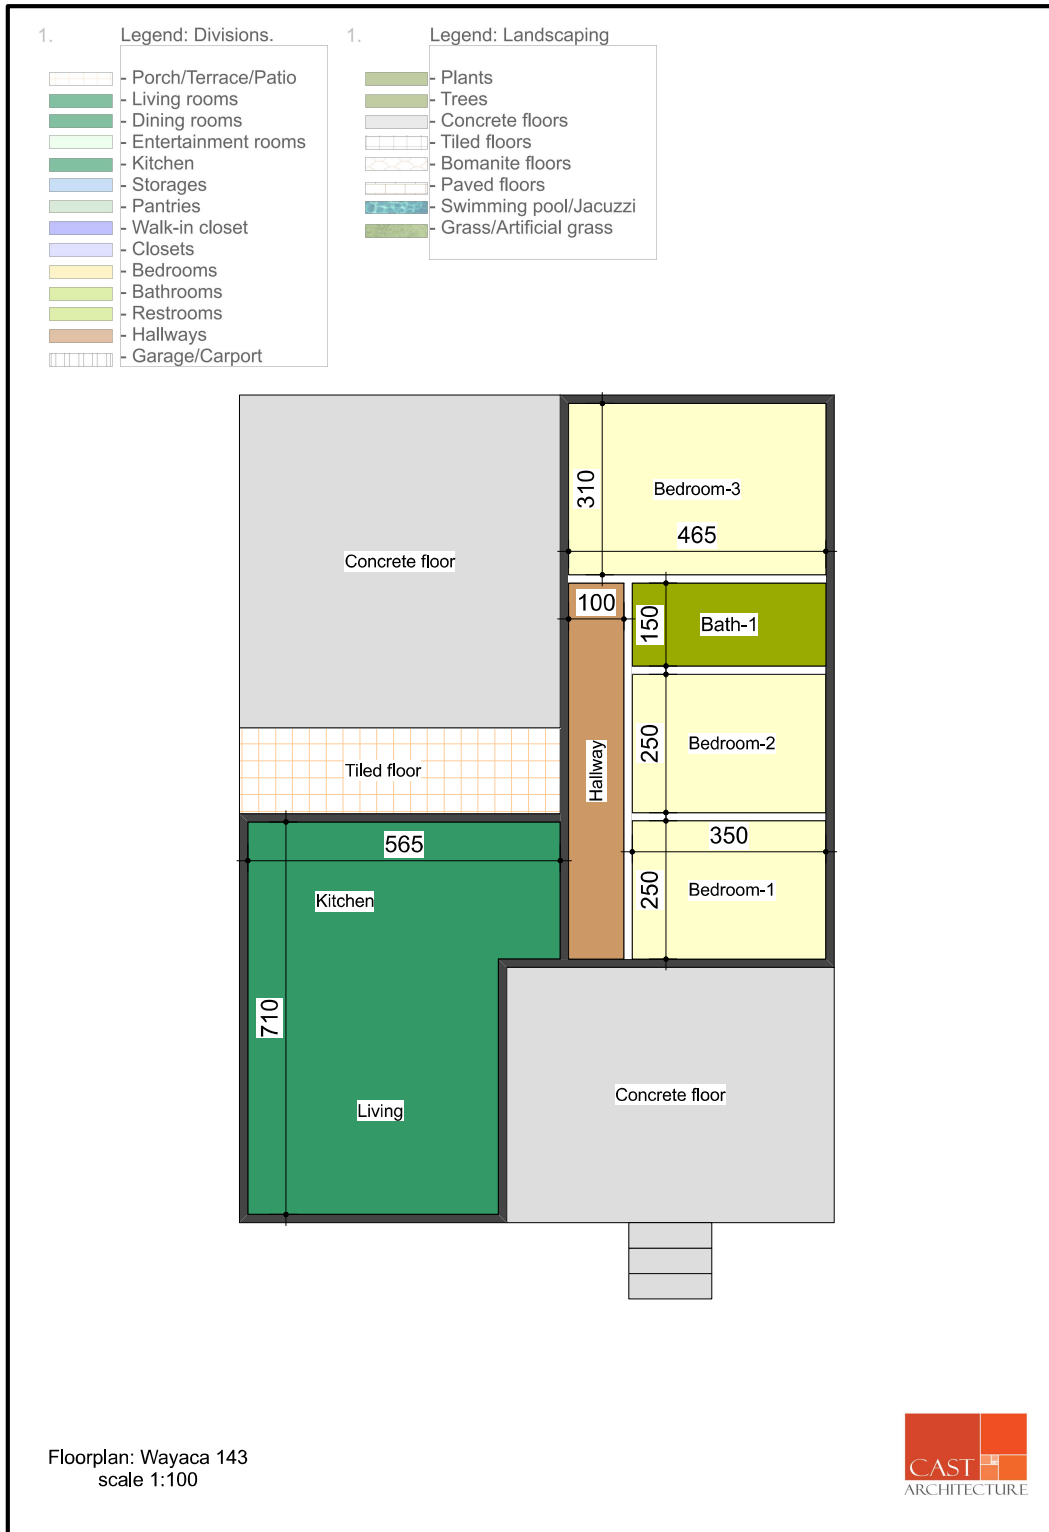 1. Legend: Divisions.
- Porch/Terrace/Patio
- Living rooms
- Dining rooms
- Entertainment rooms
- Kitchen
- Storages
- Pantries
- Walk-in closet
- Closets
- Bedrooms
- Bathrooms
- Restrooms
- Hallways
- Garage/Carport
1. Legend: Landscaping
- Plants
- Trees
- Concrete floors
- Tiled floors
- Bomanite floors
- Paved floors
- Swimming pool/Jacuzzi
- Grass/Artificial grass
310
Bedroom-3
465
Concrete floor
100
150
Bath-1
Hallway
250
Bedroom-2
Tiled floor
565
350
Kitchen
250
Bedroom-1
710
Living
Concrete floor
Floorplan: Wayaca 143
scale 1:100
CAST
ARCHITECTURE